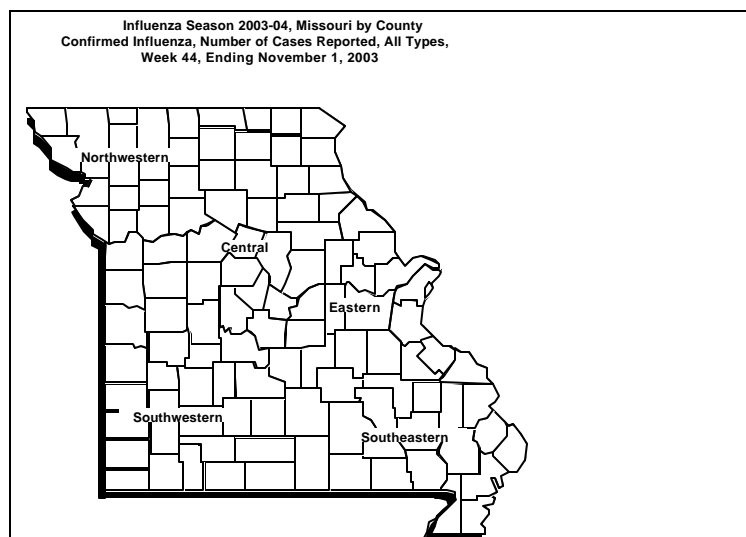 Influenza Season 2003-04, Missouri by County
Confirmed Influenza, Number of Cases Reported, All Types,
Week 44, Ending November 1, 2003
Northwestern
Central
Eastern
Southwestern
Southeastern